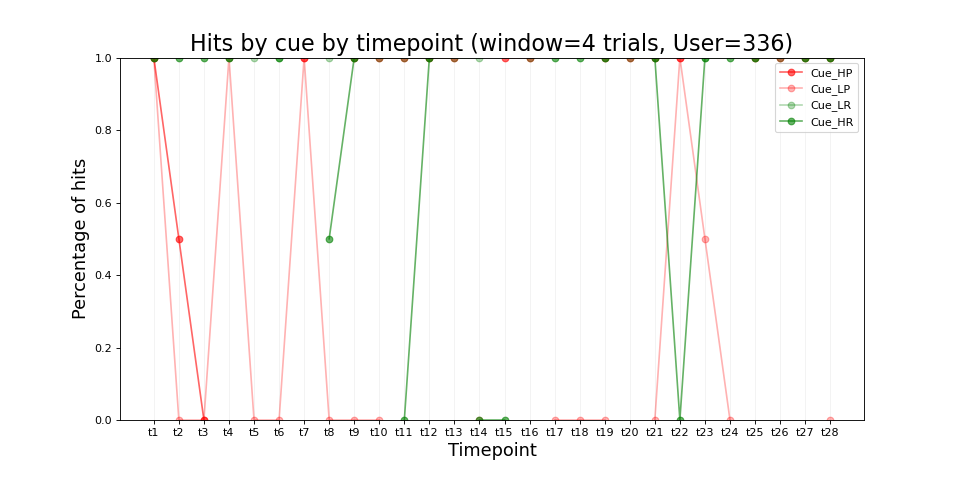 Hits by cue by timepoint (window=4 trials, User=336)
1.0
0.8
0.6
0.4
0.2
0.0
Percentage of hits
Cue_HP
Cue_LP
Cue_LR
Cue_HR
t1 t2 t3 t4 t5 t6 t7 t8 t9 t10 t11 t12 t13 t14 t15 t16 t17 t18 t19 t20 t21 t22 t23 t24 t25 t26 t27 t28
Timepoint